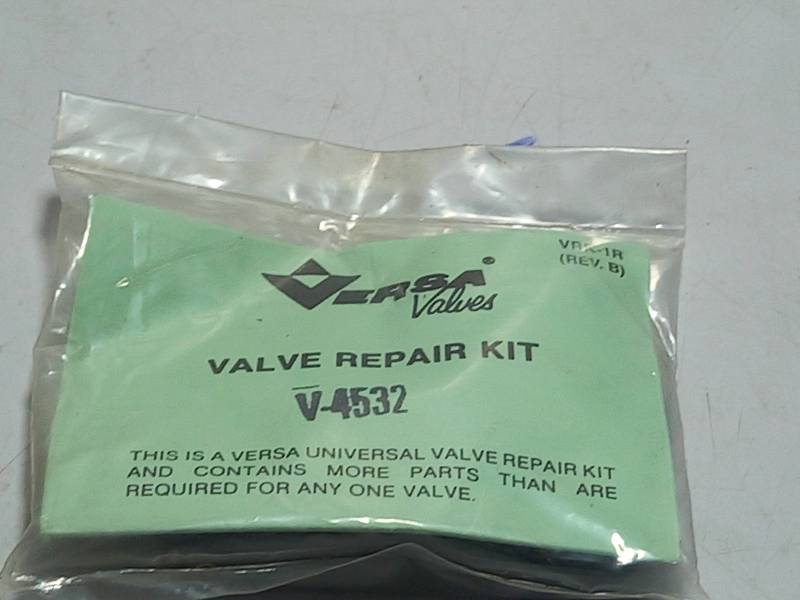 (REV. B)
VERSA®
Valves
VALVE REPAIR KIT
V-4532
THIS IS A VERSA UNIVERSAL VALVE REPAIR KIT
AND CONTAINS MORE PARTS THAN ARE
REQUIRED FOR ANY ONE VALVE.